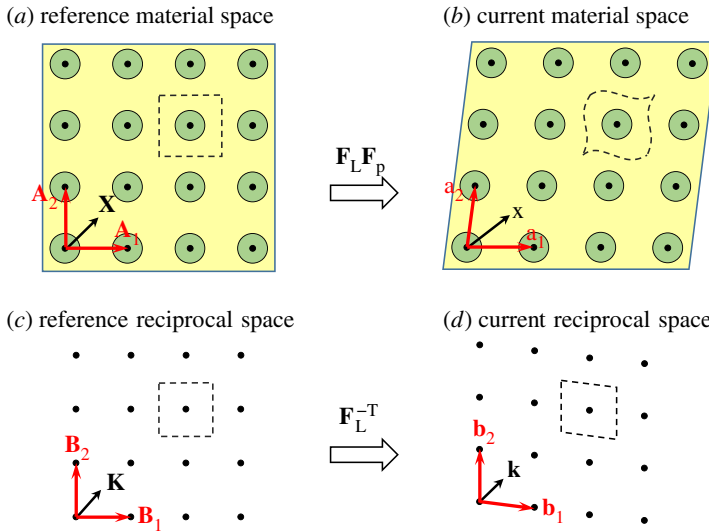 (a) reference material space
(b) current material space
F_L F_p
A_2
X
A_1
a_2
x
a_1
(c) reference reciprocal space
(d) current reciprocal space
F_L^{-T}
B_2
K
B_1
b_2
k
b_1